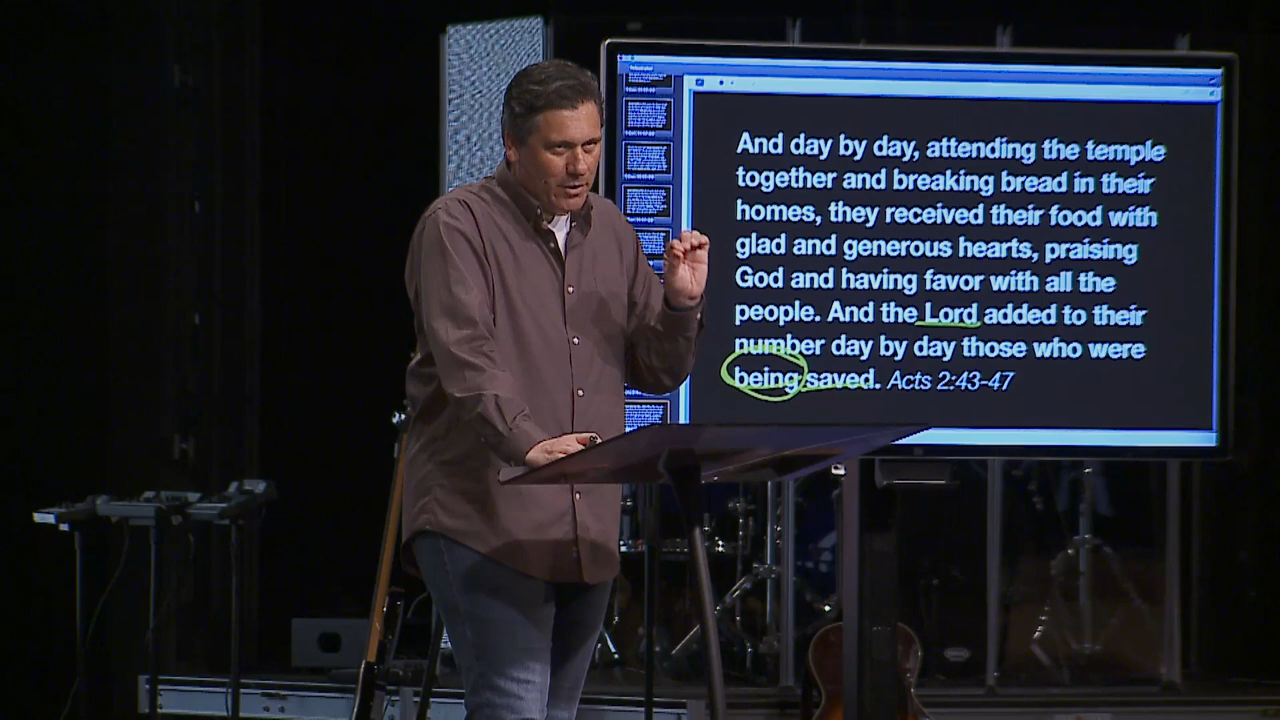 And day by day, attending the temple
together and breaking bread in their
homes, they received their food with
glad and generous hearts, praising
God and having favor with all the
people. And the Lord added to their
number day by day those who were
being saved. Acts 2:43-47